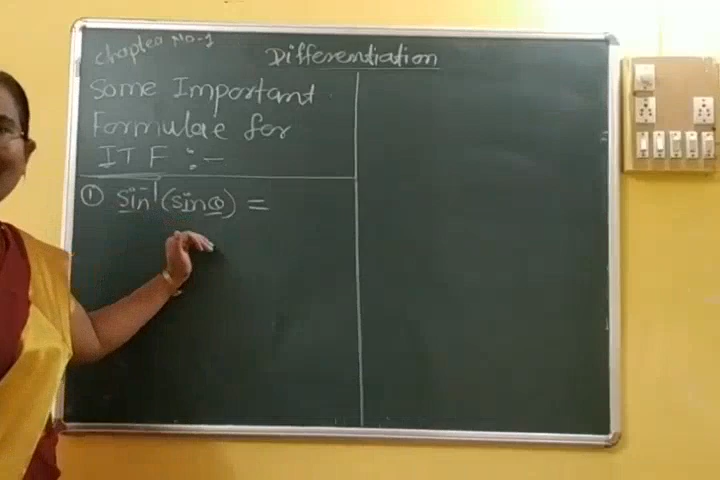 Chapter No-1
Differentiation
Some Important
Formulae for
ITF :-
① sin⁻¹(sinθ) =